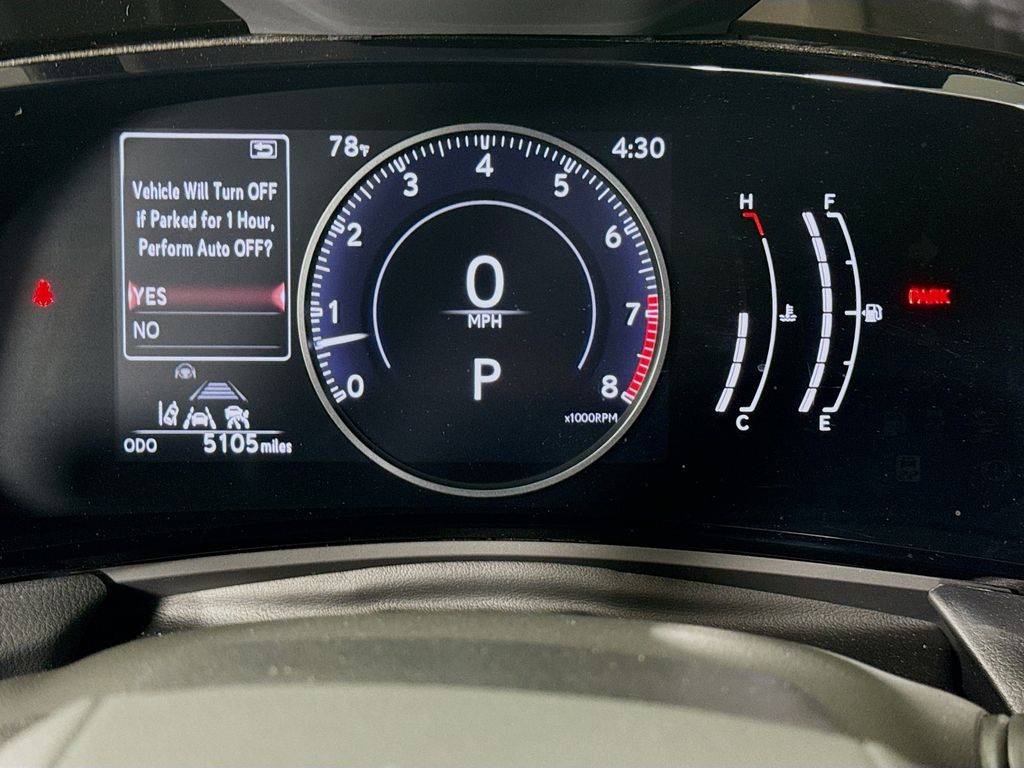 Vehicle Will Turn OFF
if Parked for 1 Hour,
Perform Auto OFF?
YES
NO
ODO 5105 miles
78°F
4:30
0
1
2
3
4
5
6
7
8
x1000RPM
0
MPH
P
H
C
F
E
PARK